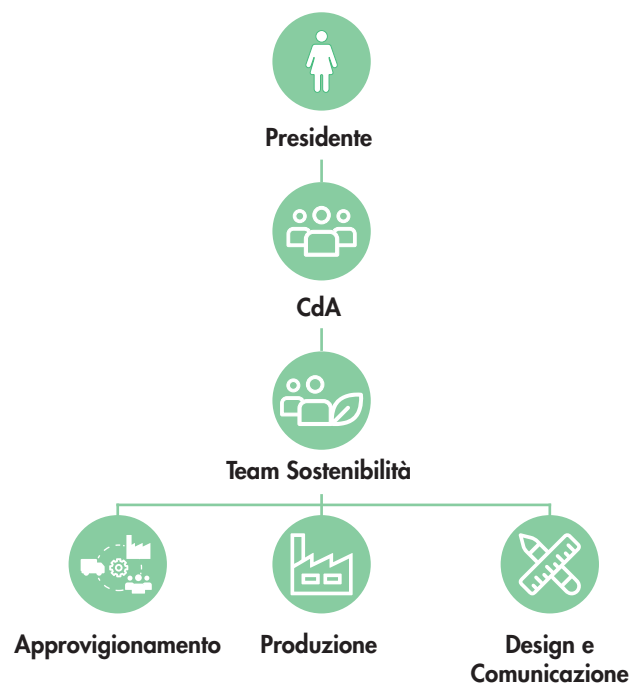 Presidente
CdA
Team Sostenibilità
Approvigionamento
Produzione
Design e
Comunicazione